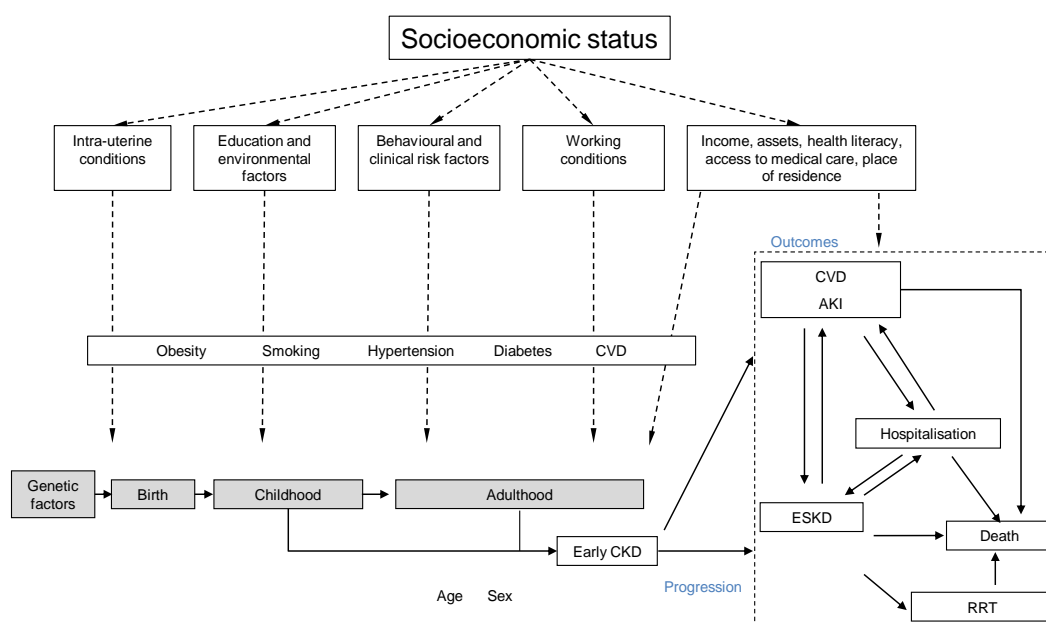 Socioeconomic status
Intra-uterine
conditions
Education and
environmental
factors
Behavioural and
clinical risk factors
Working
conditions
Income, assets, health literacy,
access to medical care, place
of residence
Outcomes
CVD
AKI
Obesity Smoking Hypertension Diabetes CVD
Hospitalisation
Genetic
factors
Birth
Childhood
Adulthood
ESKD
Death
Early CKD
Progression
Age Sex
RRT